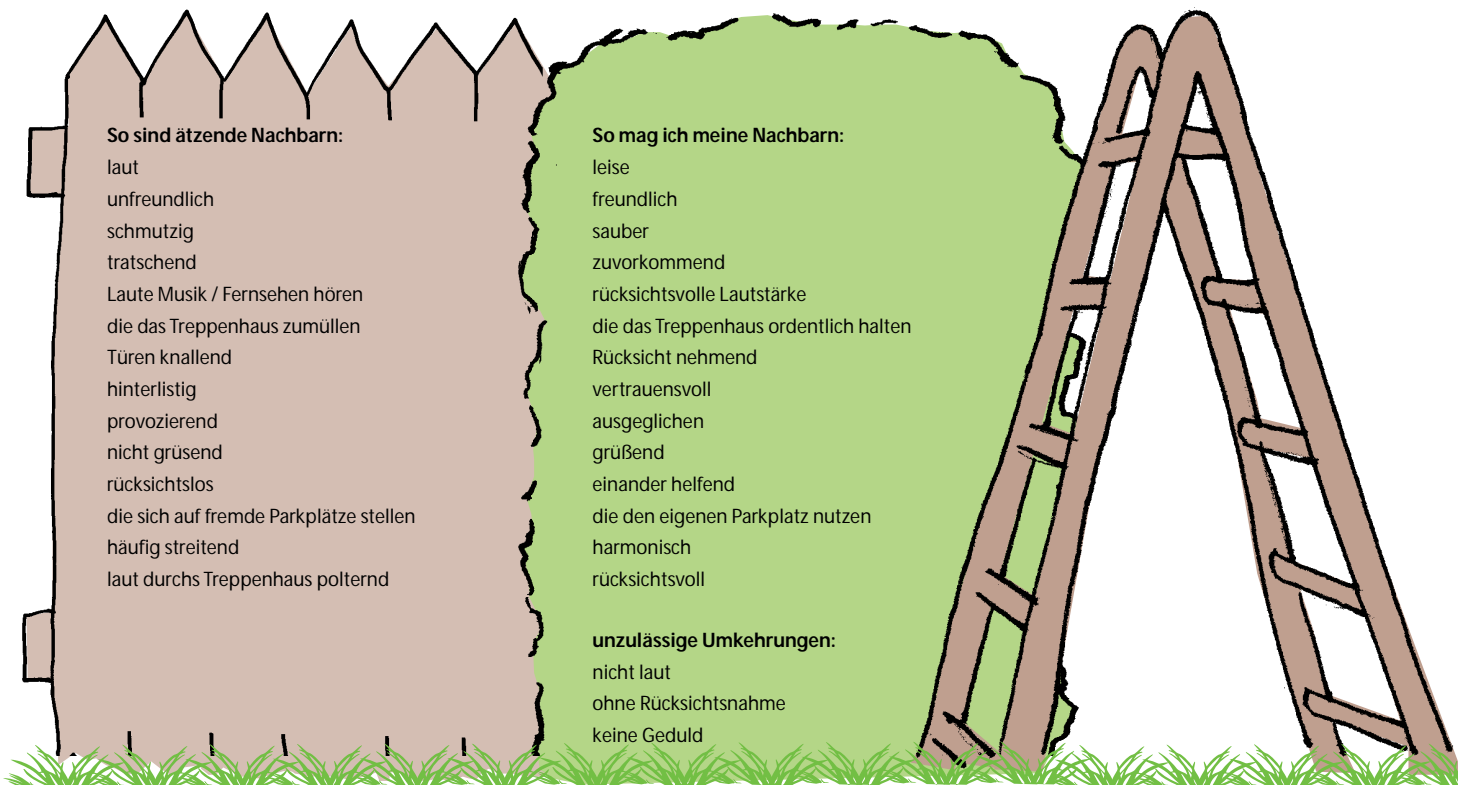 So sind ätzende Nachbarn:
laut
unfreundlich
schmutzig
tratschend
Laute Musik / Fernsehen hören
die das Treppenhaus zumüllen
Türen knallend
hinterlistig
provozierend
nicht grüsend
rücksichtslos
die sich auf fremde Parkplätze stellen
häufig streitend
laut durchs Treppenhaus polternd
So mag ich meine Nachbarn:
leise
freundlich
sauber
zuvorkommend
rücksichtsvolle Lautstärke
die das Treppenhaus ordentlich halten
Rücksicht nehmend
vertrauensvoll
ausgeglichen
grüßend
einander helfend
die den eigenen Parkplatz nutzen
harmonisch
rücksichtsvoll
unzulässige Umkehrungen:
nicht laut
ohne Rücksichtsnahme
keine Geduld